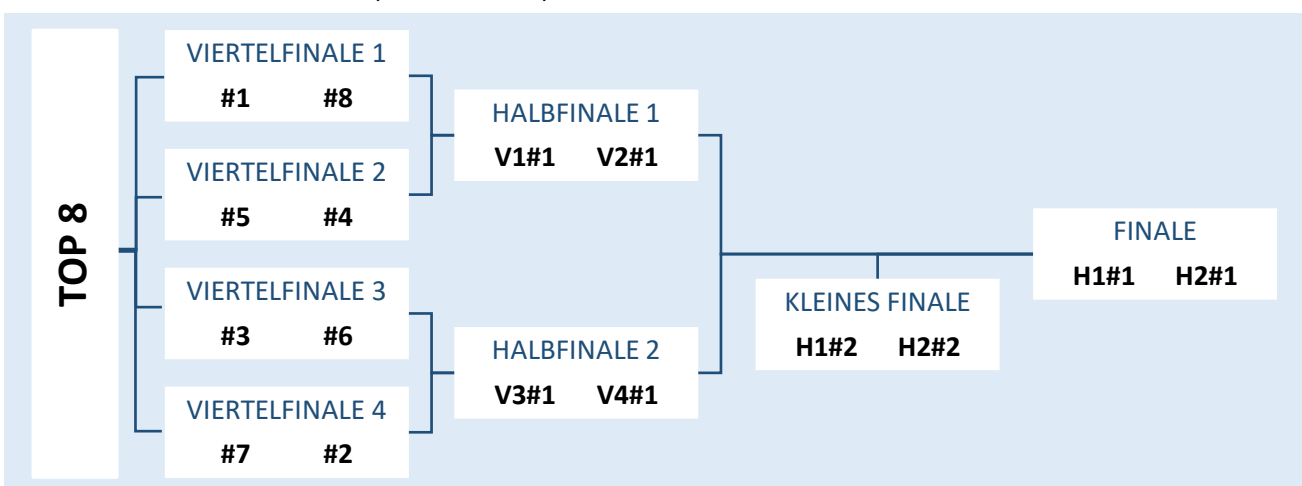 TOP 8
VIERTELFINALE 1
#1 #8
VIERTELFINALE 2
#5 #4
VIERTELFINALE 3
#3 #6
VIERTELFINALE 4
#7 #2
HALBFINALE 1
V1#1 V2#1
HALBFINALE 2
V3#1 V4#1
KLEINES FINALE
H1#2 H2#2
FINALE
H1#1 H2#1